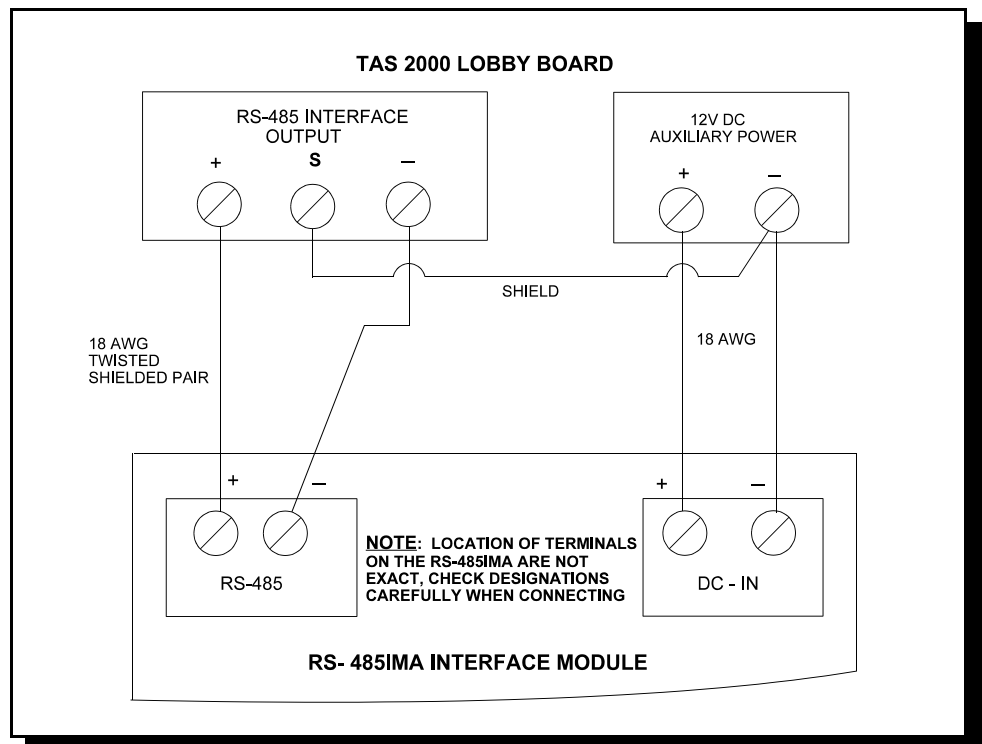 TAS 2000 LOBBY BOARD
RS-485 INTERFACE
OUTPUT
+ S –
12V DC
AUXILIARY POWER
+ –
SHIELD
18 AWG
TWISTED
SHIELDED PAIR
18 AWG
+ –
RS-485
NOTE: LOCATION OF TERMINALS
ON THE RS-485IMA ARE NOT
EXACT, CHECK DESIGNATIONS
CAREFULLY WHEN CONNECTING
+ –
DC - IN
RS- 485IMA INTERFACE MODULE